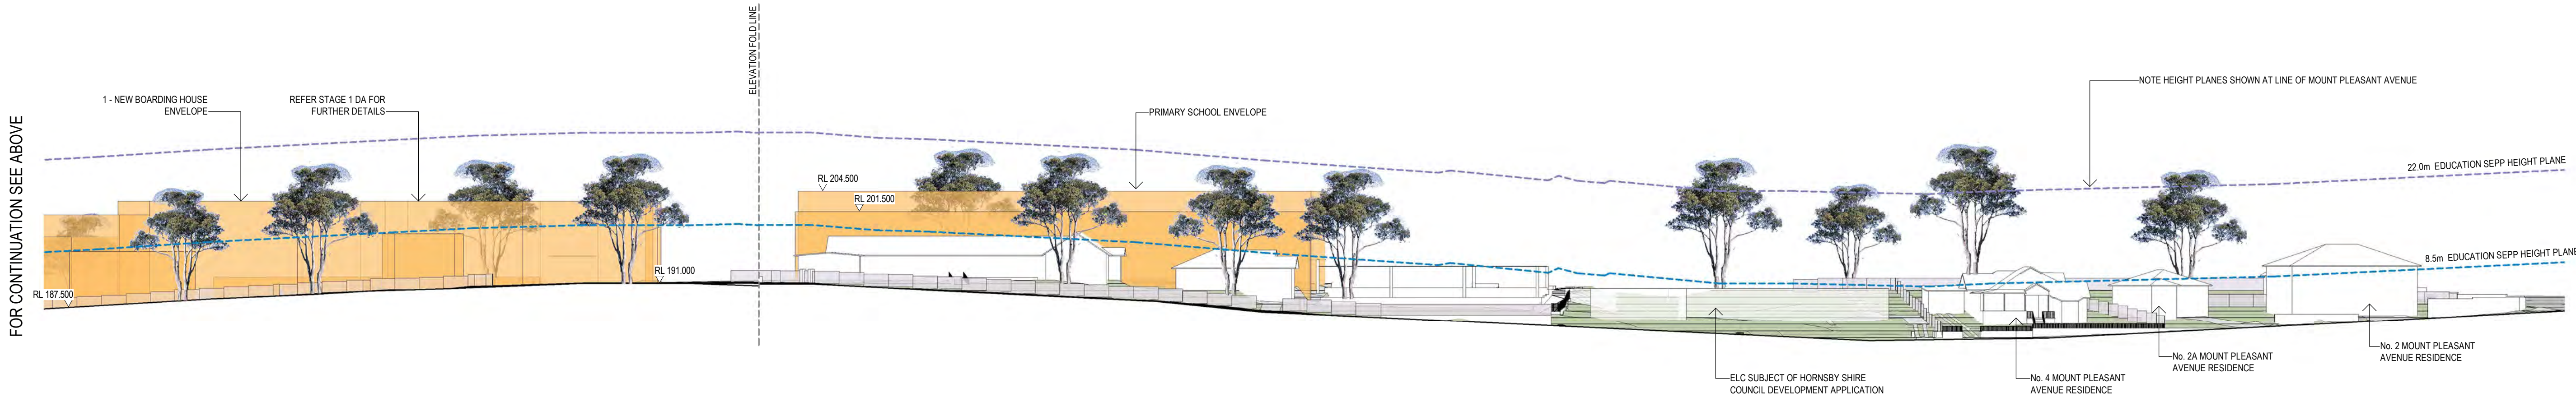 FOR CONTINUATION SEE ABOVE
1 - NEW BOARDING HOUSE
ENVELOPE
REFER STAGE 1 DA FOR
FURTHER DETAILS
ELEVATION FOLD LINE
PRIMARY SCHOOL ENVELOPE
NOTE HEIGHT PLANES SHOWN AT LINE OF MOUNT PLEASANT AVENUE
22.0m EDUCATION SEPP HEIGHT PLANE
RL 204.500
RL 201.500
8.5m EDUCATION SEPP HEIGHT PLANE
RL 191.000
RL 187.500
ELC SUBJECT OF HORNSBY SHIRE
COUNCIL DEVELOPMENT APPLICATION
No. 4 MOUNT PLEASANT
AVENUE RESIDENCE
No. 2A MOUNT PLEASANT
AVENUE RESIDENCE
No. 2 MOUNT PLEASANT
AVENUE RESIDENCE